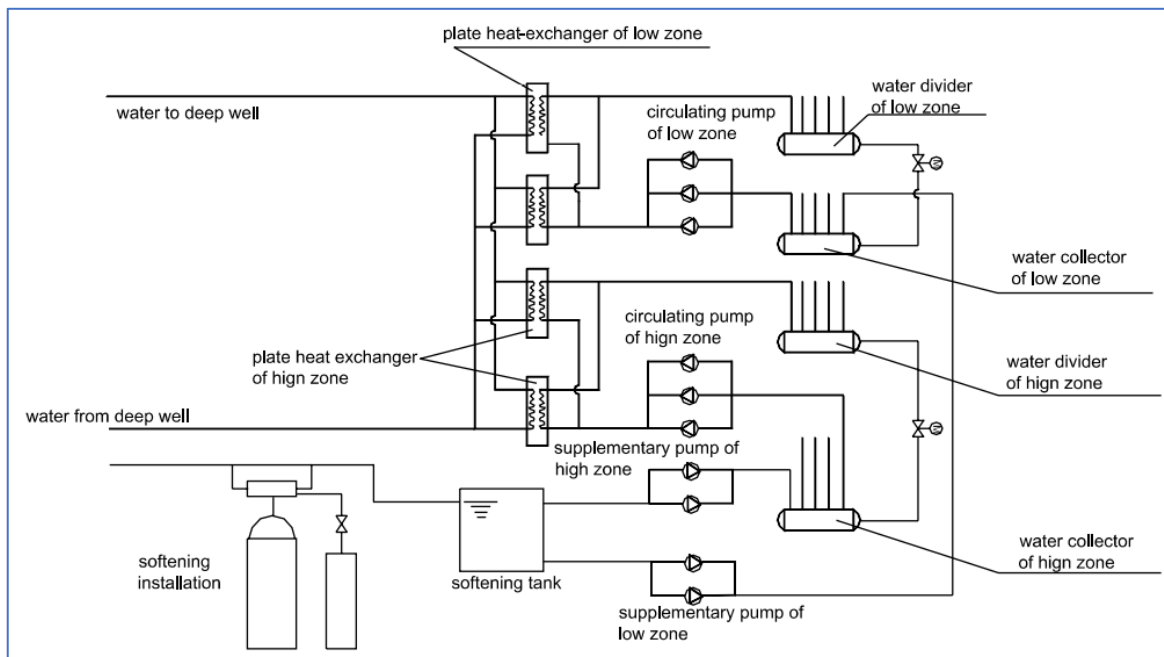 plate heat-exchanger of low zone
water to deep well
circulating pump
of low zone
water divider
of low zone
water collector
of low zone
circulating pump
of hign zone
plate heat exchanger
of hign zone
water divider
of hign zone
water from deep well
supplementary pump of
high zone
softening
installation
softening tank
water collector
of hign zone
supplementary pump of
low zone